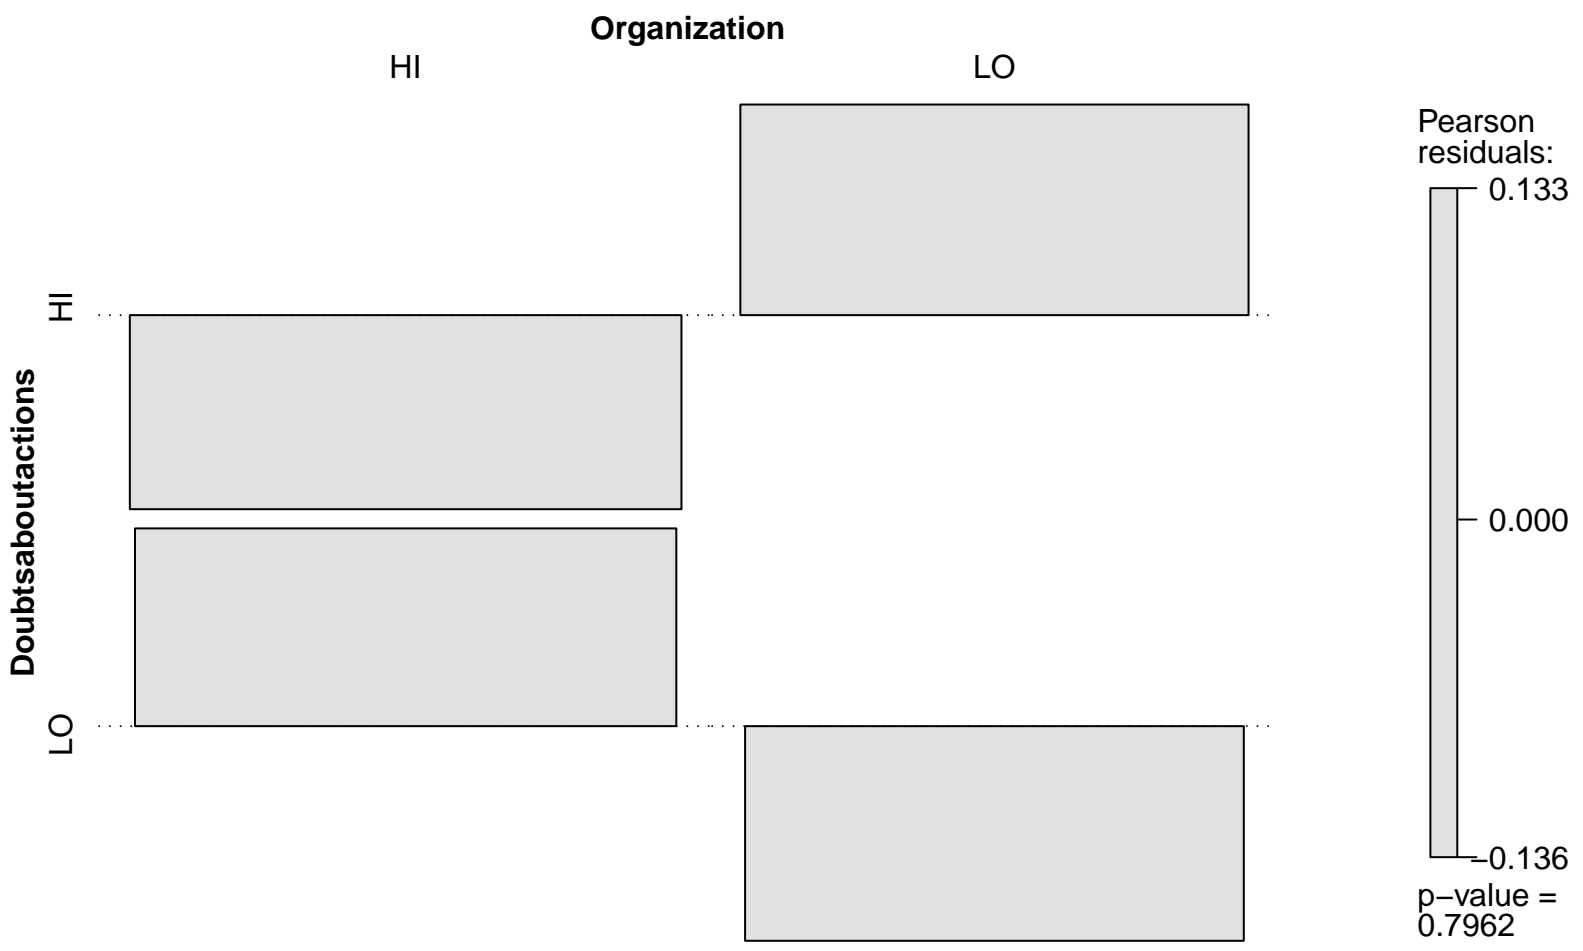 Organization
HI
LO
Doubtsaboutactions
HI
LO
Pearson
residuals:
0.133
0.000
−0.136
p−value =
0.7962